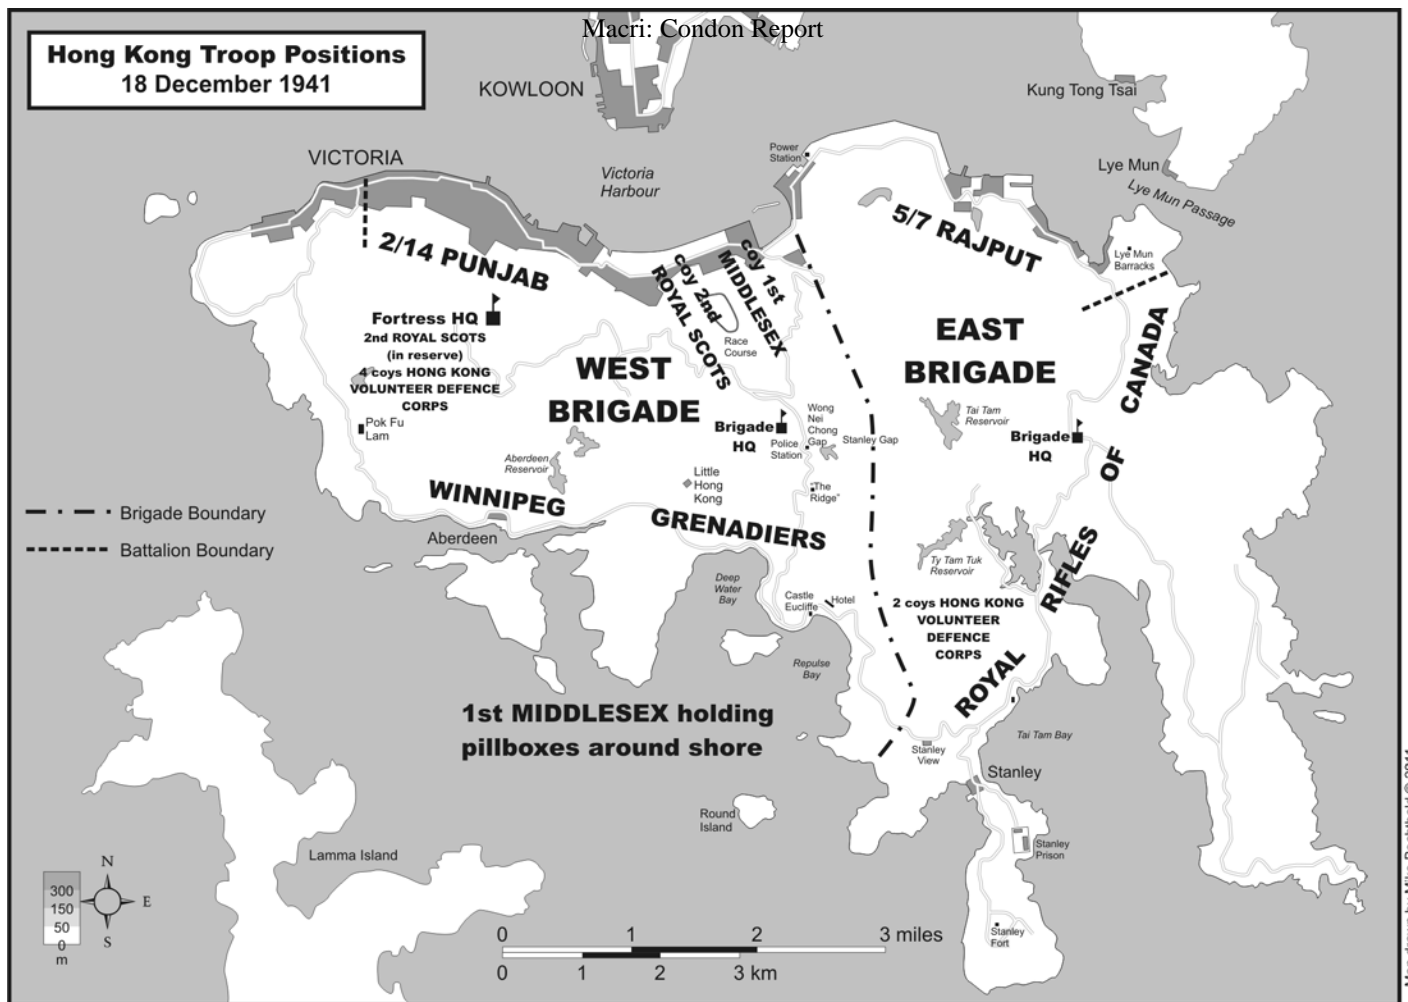 Macri: Condon Report
Hong Kong Troop Positions
18 December 1941
KOWLOON
Kung Tong Tsai
VICTORIA
Victoria
Harbour
Power
Station
Lye Mun
Lye Mun Passage
2/14 PUNJAB
5/7 RAJPUT
Lye Mun
Barracks
coy 1st
MIDDLESEX
coy 2nd
ROYAL SCOTS
Race
Course
Fortress HQ
2nd ROYAL SCOTS
(in reserve)
4 coys HONG KONG
VOLUNTEER DEFENCE
CORPS
WEST
BRIGADE
EAST
BRIGADE
Pok Fu
Lam
Brigade
HQ
Wong
Nei
Chong
Gap
Police
Station
Stanley Gap
Tai Tam
Reservoir
Brigade
HQ
Aberdeen
Reservoir
Little
Hong
Kong
"The
Ridge"
WINNIPEG
GRENADIERS
Aberdeen
Brigade Boundary
Battalion Boundary
Deep
Water
Bay
Castle
Eucliffe
Hotel
Ty Tam Tuk
Reservoir
2 coys HONG KONG
VOLUNTEER
DEFENCE
CORPS
ROYAL
RIFLES
OF
CANADA
Repulse
Bay
1st MIDDLESEX holding
pillboxes around shore
Stanley
View
Tai Tam Bay
Stanley
Round
Island
Stanley
Prison
Lamma Island
Stanley
Fort
300
150
50
0
m
N
E
S
0 1 2 3 miles
0 1 2 3 km